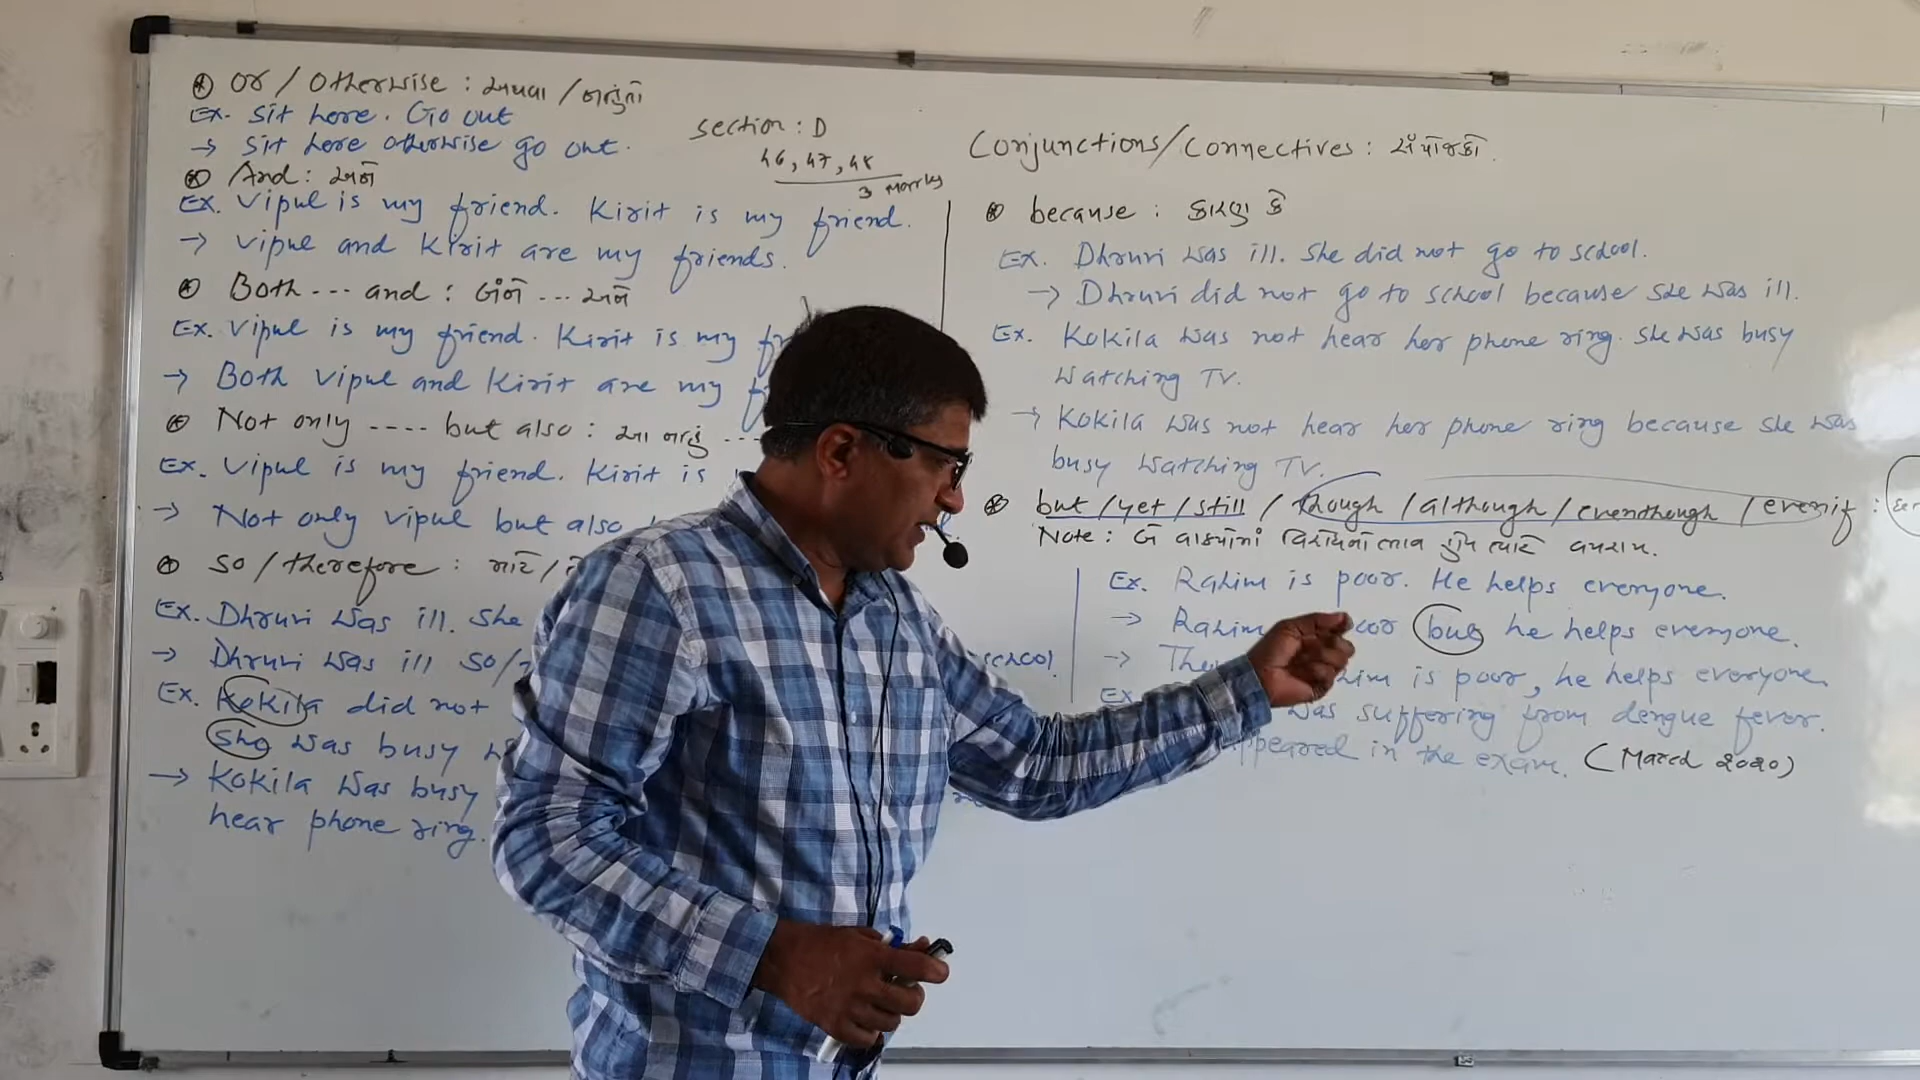 or / otherwise : અથવા / નહીંતો
Ex. Sit here. Go out
→ Sit here otherwise go out.
And : અને
Ex. Vipul is my friend. Kirit is my friend.
→ Vipul and Kirit are my friends.
Both --- and : બંને --- અને
Ex. Vipul is my friend. Kirit is my
→ Both Vipul and Kirit are my
Not only ---- but also : આ નહીં ---
Ex. Vipul is my friend. Kirit is
→ Not only Vipul but also
so / therefore : માટે /
Ex. Dhruvi was ill. She
→ Dhruvi was ill so/
school
Ex. Kokila did not
She was busy
→ Kokila was busy
hear phone ring.
Section : D
46, 47, 48
3 Marks
Conjunctions/Connectives : સંયોજકો
because : કારણ કે
Ex. Dhruvi was ill. She did not go to school.
→ Dhruvi did not go to school because she was ill.
Ex. Kokila was not hear her phone ring. She was busy
watching TV.
→ Kokila was not hear her phone ring because she was
busy watching TV.
but / yet / still / though / although / eventhough / evenif :
Note : બે વાક્યોમાં વિરોધનો ભાવ હોય ત્યારે વપરાય.
Ex. Rahim is poor. He helps everyone.
→ Rahim but he helps everyone.
→ is poor, he helps everyone.
Ex. was suffering from dengue fever.
appeared in the exam. (March 2020)